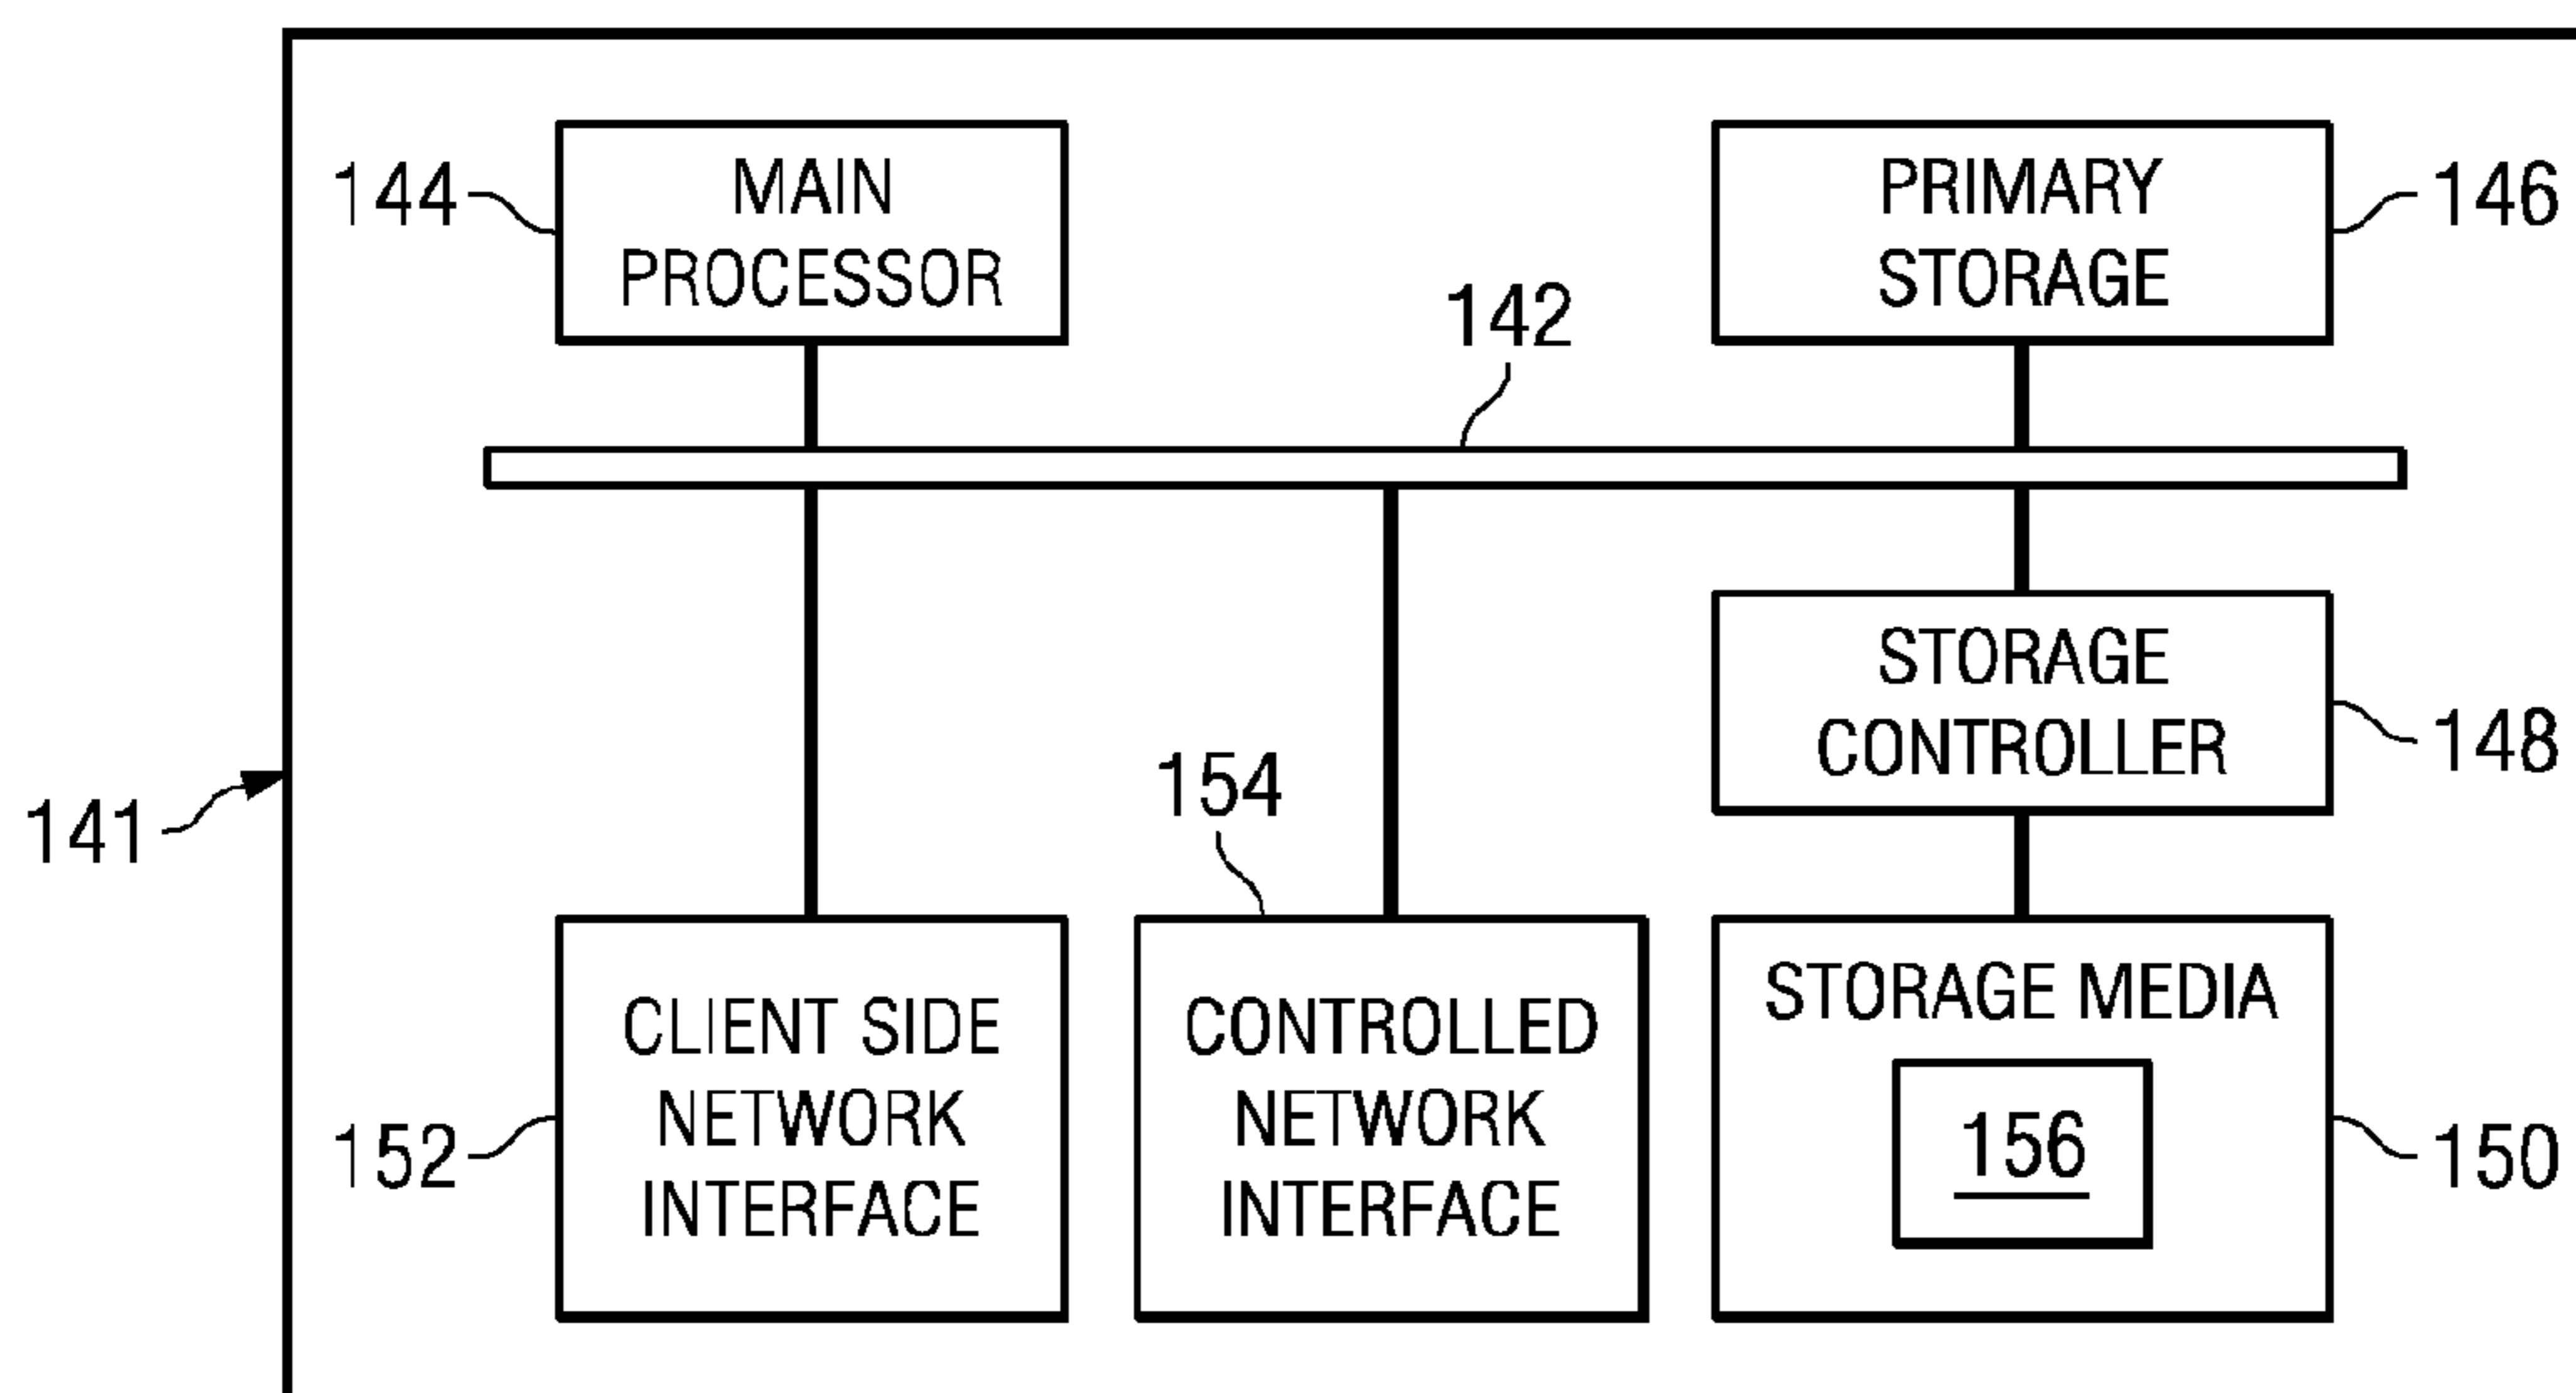 144
MAIN
PROCESSOR
PRIMARY
STORAGE
146
142
141
154
STORAGE
CONTROLLER
148
152
CLIENT SIDE
NETWORK
INTERFACE
CONTROLLED
NETWORK
INTERFACE
STORAGE MEDIA
156
150